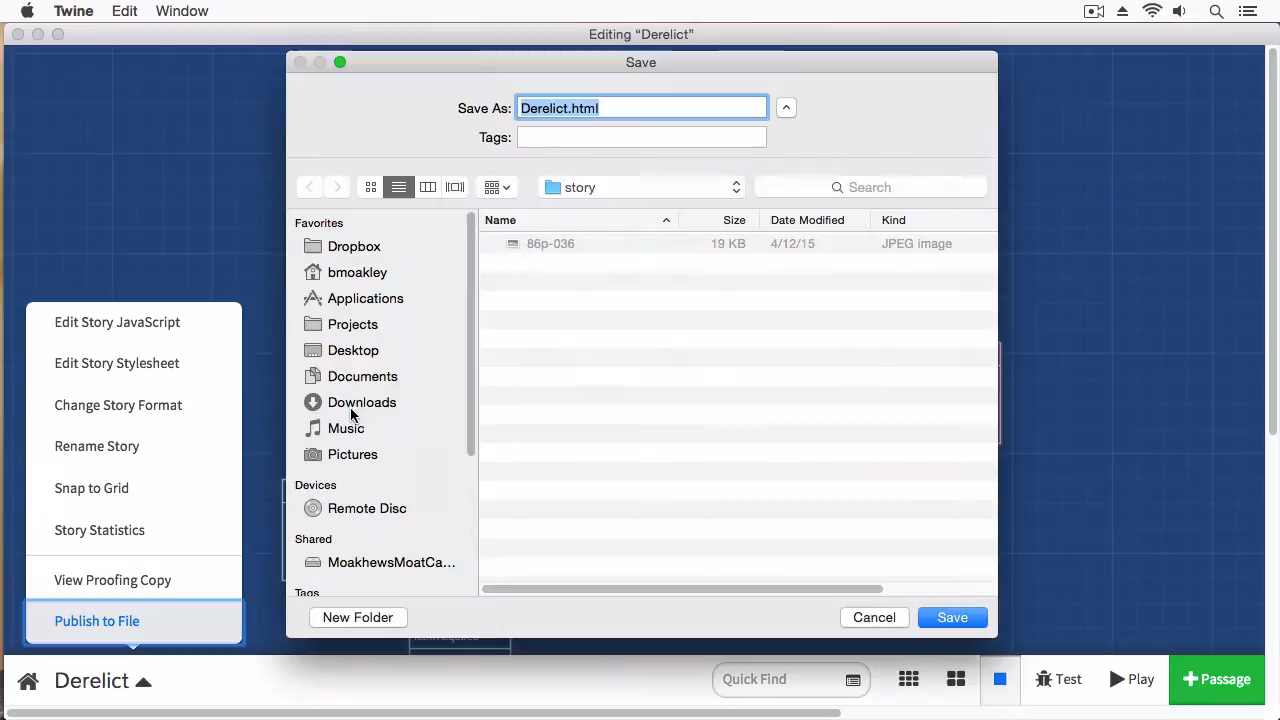 Twine Edit Window
Editing “Derelict”
Save
Save As: Derelict.html
Tags:
story
Search
Favorites
Dropbox
bmoakley
Applications
Projects
Desktop
Documents
Downloads
Music
Pictures
Devices
Remote Disc
Shared
MoakhewsMoatCa...
Tags
Name Size Date Modified Kind
86p-036 19 KB 4/12/15 JPEG image
New Folder Cancel Save
Edit Story JavaScript
Edit Story Stylesheet
Change Story Format
Rename Story
Snap to Grid
Story Statistics
View Proofing Copy
Publish to File
Derelict Quick Find Test Play +Passage